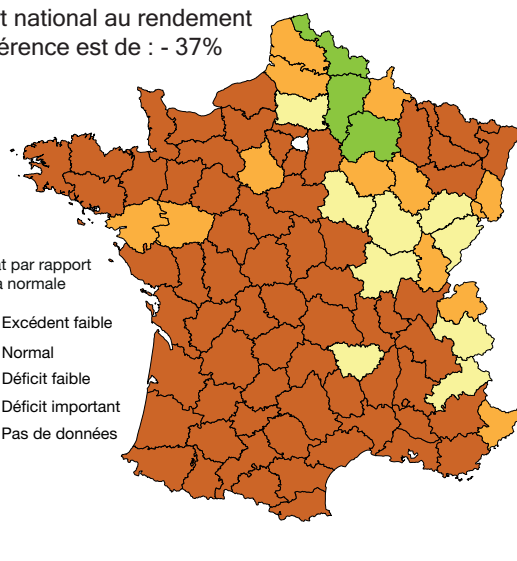 t national au rendement
érence est de : - 37%
t par rapport
a normale
Excédent faible
Normal
Déficit faible
Déficit important
Pas de données